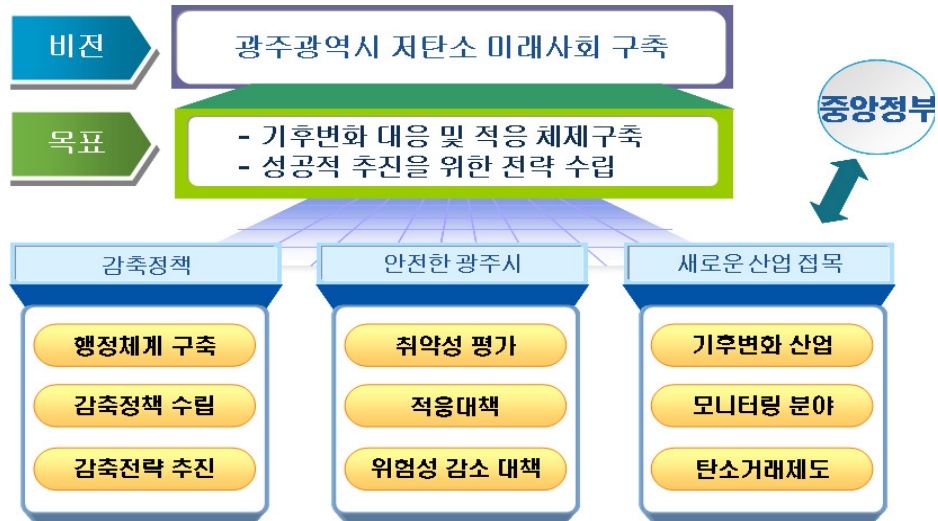 비전
광주광역시 저탄소 미래사회 구축
중앙정부
목표
- 기후변화 대응 및 적응 체제구축
- 성공적 추진을 위한 전략 수립
감축정책
안전한 광주시
새로운 산업 접목
행정체계 구축
취약성 평가
기후변화 산업
감축정책 수립
적응대책
모니터링 분야
감축전략 추진
위험성 감소 대책
탄소거래제도